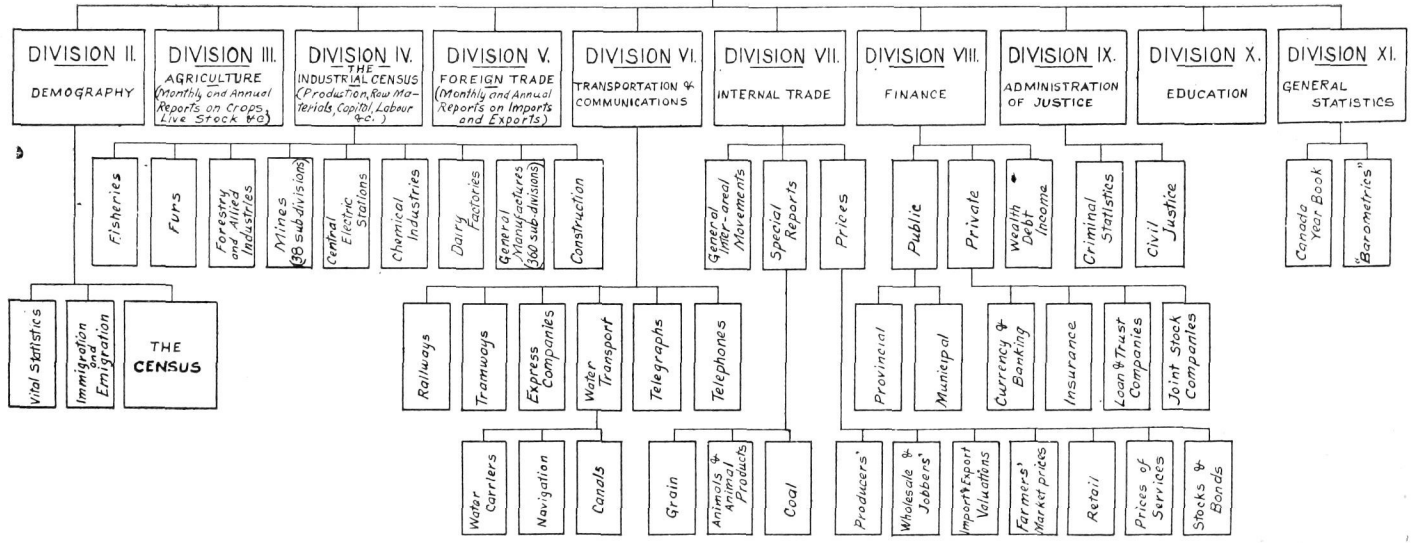 DIVISION II.
DEMOGRAPHY
DIVISION III.
AGRICULTURE
(Monthly and Annual
Reports on Crops,
Live Stock &c)
DIVISION IV.
THE
INDUSTRIAL CENSUS
(Production, Raw Ma-
terials, Capital, Labour
&c.)
DIVISION V.
FOREIGN TRADE
(Monthly and Annual
Reports on Imports
and Exports)
DIVISION VI.
TRANSPORTATION &
COMMUNICATIONS
DIVISION VII.
INTERNAL TRADE
DIVISION VIII.
FINANCE
DIVISION IX.
ADMINISTRATION
OF JUSTICE
DIVISION X.
EDUCATION
DIVISION XI.
GENERAL
STATISTICS
Fisheries
Furs
Forestry
and Allied
Industries
Mines
(38 sub-divisions)
Central
Electric
Stations
Chemical
Industries
Dairy
Factories
General
Manufactures
(360 sub-divisions)
Construction
General
Inter-areal
Movements
Special
Reports
Prices
Public
Private
Wealth
Debt
Income
Criminal
Statistics
Civil
Justice
Canada
Year Book
"Barometrics"
Vital Statistics
Immigration
and
Emigration
THE
CENSUS
Railways
Tramways
Express
Companies
Water
Transport
Telegraphs
Telephones
Provincial
Municipal
Currency &
Banking
Insurance
Loan & Trust
Companies
Joint Stock
Companies
Water
Carriers
Navigation
Canals
Grain
Animals &
Animal
Products
Coal
Producers'
Wholesale &
Jobbers'
Import & Export
Valuations
Farmers'
Market prices
Retail
Prices of
Services
Stocks &
Bonds